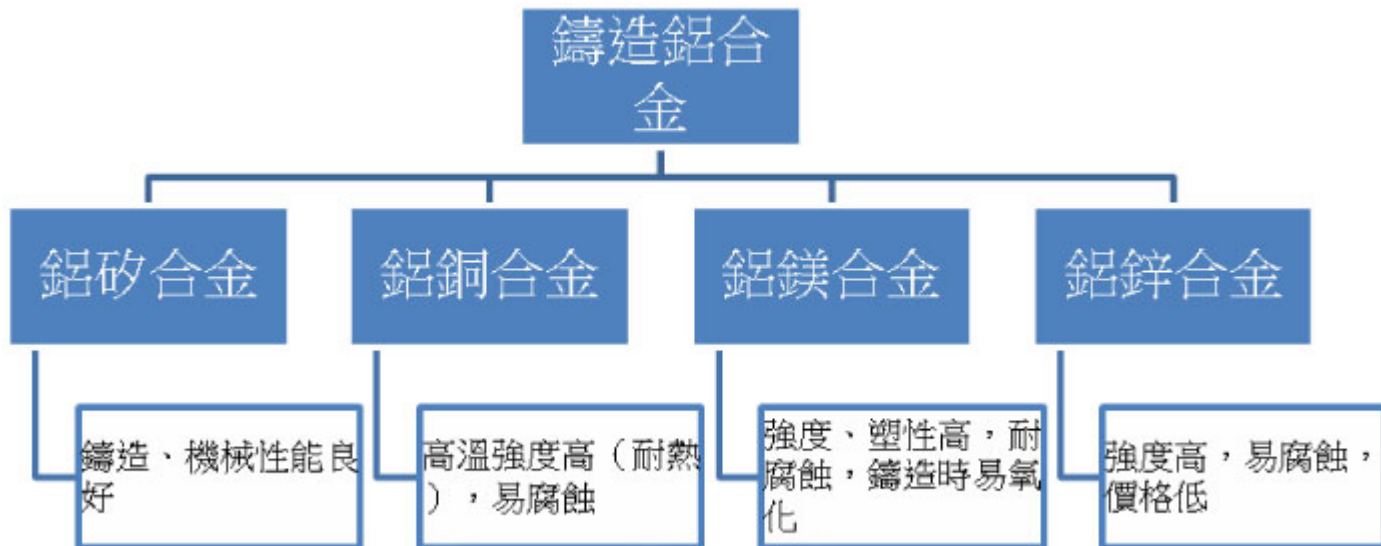 鑄造鋁合
金
鋁矽合金
鋁銅合金
鋁鎂合金
鋁鋅合金
鑄造、機械性能良
好
高溫強度高（耐熱
），易腐蝕
強度、塑性高，耐
腐蝕，鑄造時易氧
化
強度高，易腐蝕，
價格低